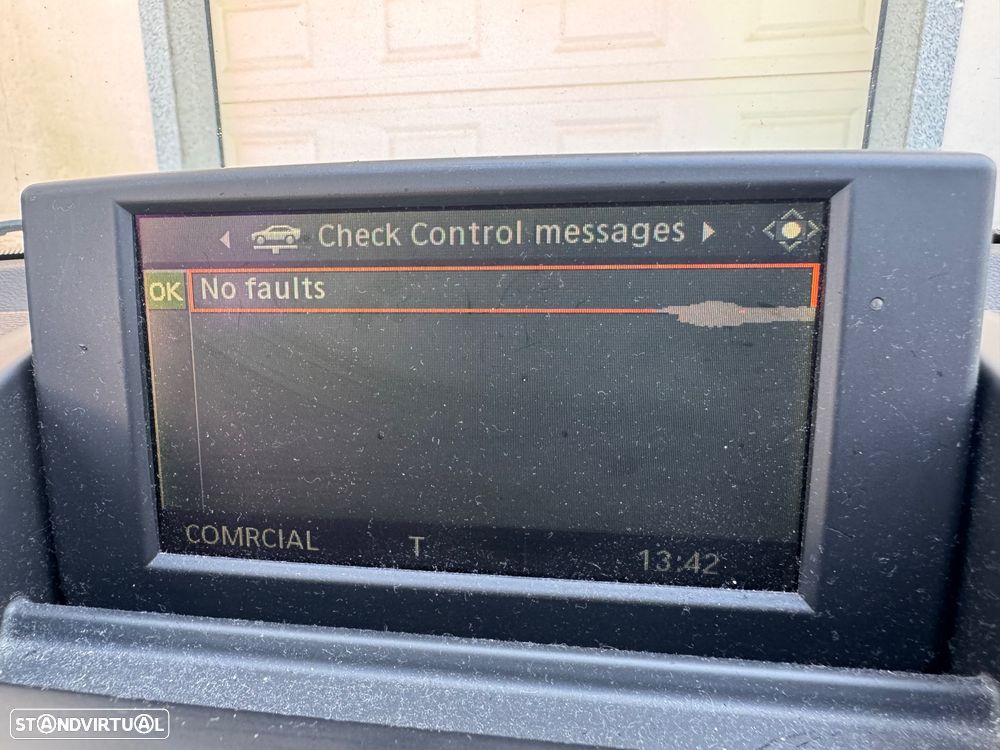 Check Control messages
OK No faults
COMRCIAL T 13:42
STANDVIRTUAL